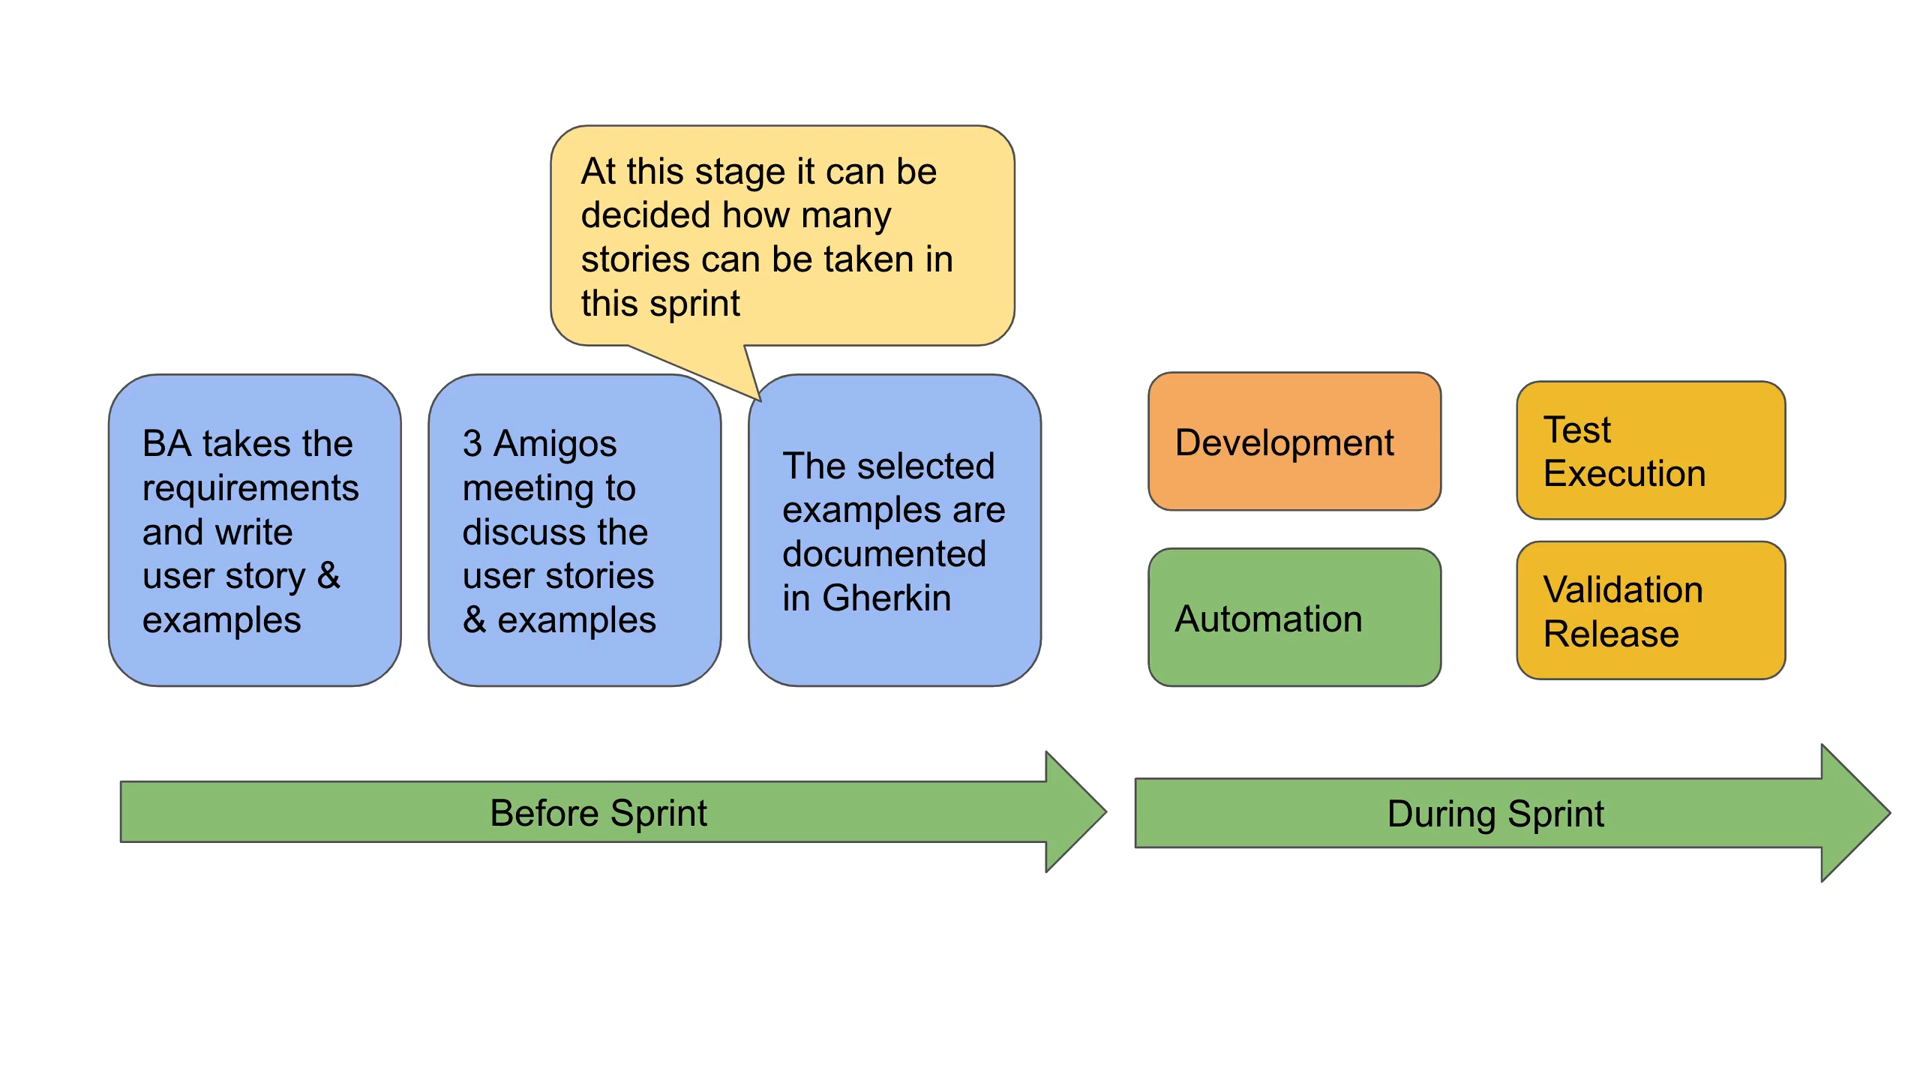 At this stage it can be
decided how many
stories can be taken in
this sprint
BA takes the
requirements
and write
user story &
examples
3 Amigos
meeting to
discuss the
user stories
& examples
The selected
examples are
documented
in Gherkin
Development
Automation
Test
Execution
Validation
Release
Before Sprint
During Sprint